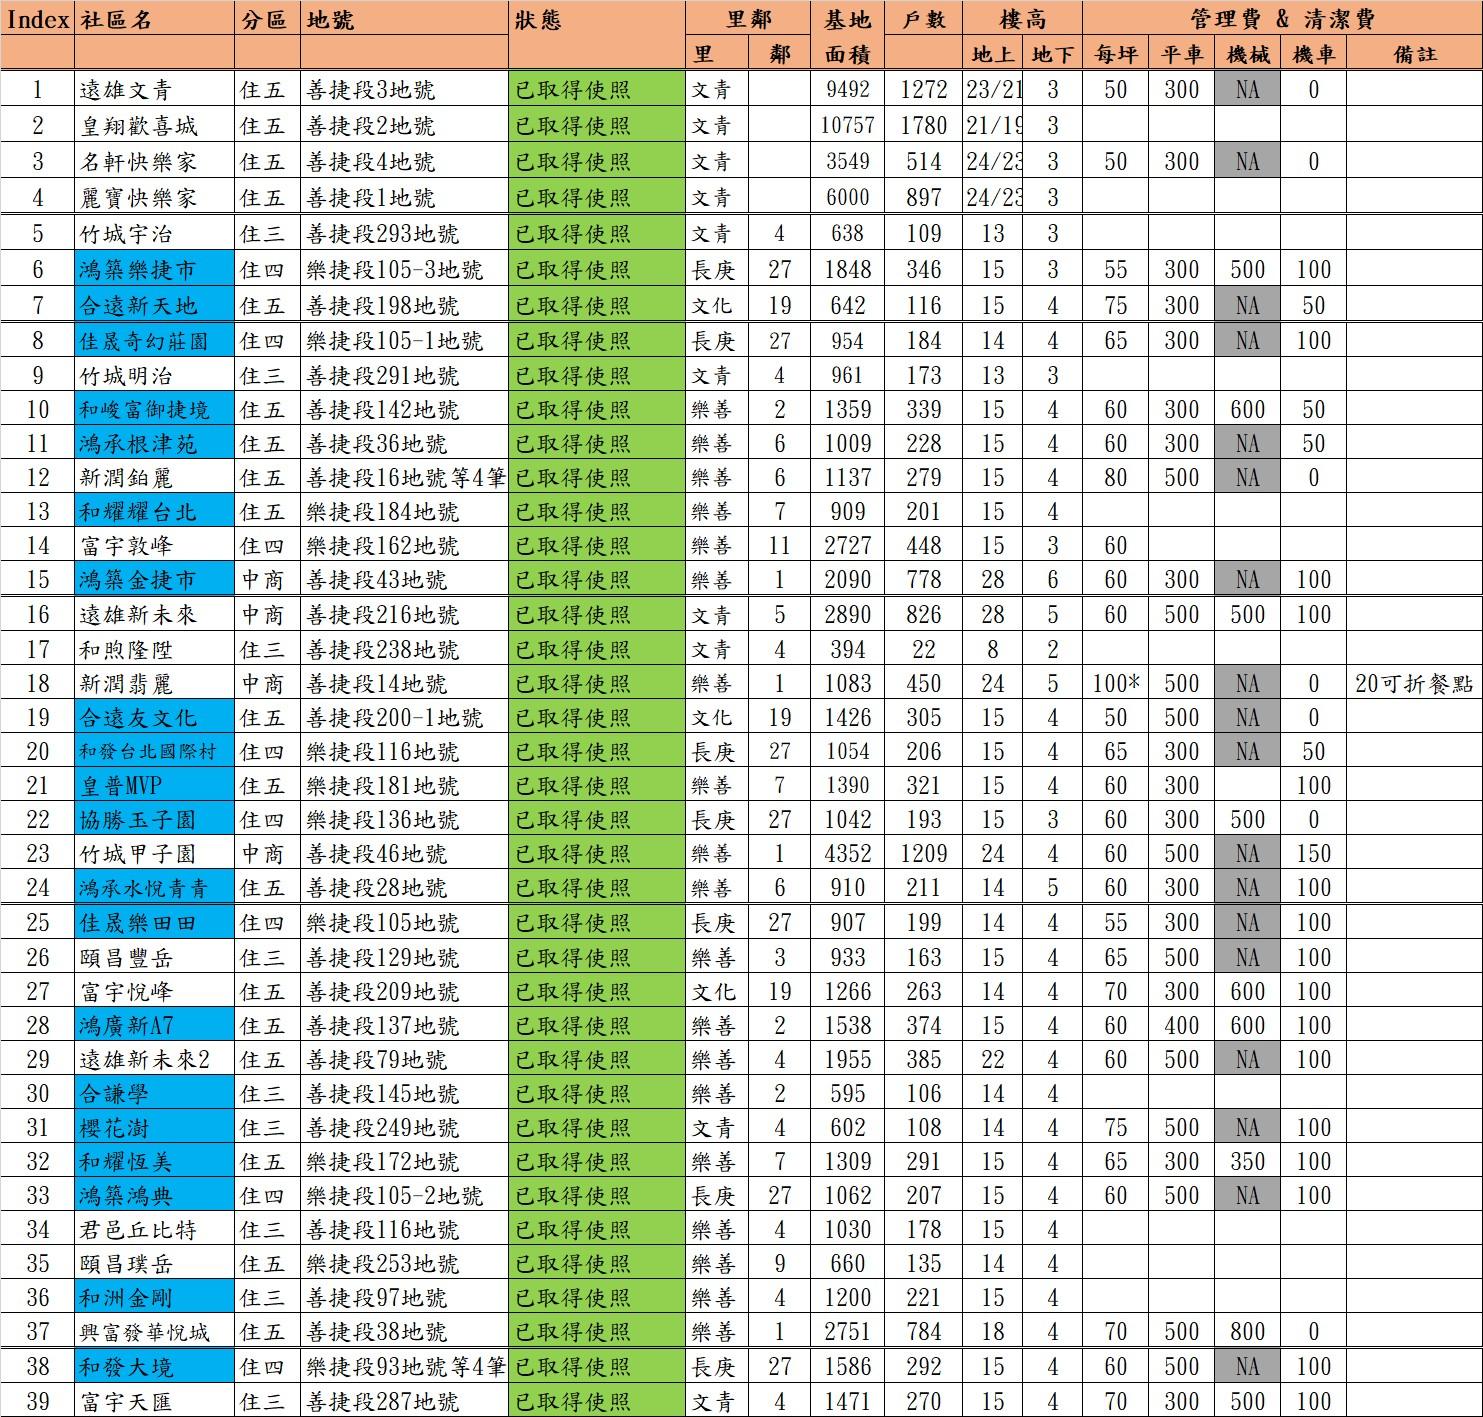 Index 社區名 分區 地號 狀態 里鄰 基地 戶數 樓高 管理費 & 清潔費
里 鄰 面積 地上 地下 每坪 平車 機械 機車 備註
1 遠雄文青 住五 善捷段3地號 已取得使照 文青 9492 1272 23/21 3 50 300 NA 0
2 皇翔歡喜城 住五 善捷段2地號 已取得使照 文青 10757 1780 21/19 3
3 名軒快樂家 住五 善捷段4地號 已取得使照 文青 3549 514 24/23 3 50 300 NA 0
4 麗寶快樂家 住五 善捷段1地號 已取得使照 文青 6000 897 24/23 3
5 竹城宇治 住三 善捷段293地號 已取得使照 文青 4 638 109 13 3
6 鴻築樂捷市 住四 樂捷段105-3地號 已取得使照 長庚 27 1848 346 15 3 55 300 500 100
7 合遠新天地 住五 善捷段198地號 已取得使照 文化 19 642 116 15 4 75 300 NA 50
8 佳晟奇幻莊園 住四 樂捷段105-1地號 已取得使照 長庚 27 954 184 14 4 65 300 NA 100
9 竹城明治 住三 善捷段291地號 已取得使照 文青 4 961 173 13 3
10 和峻富御捷境 住五 善捷段142地號 已取得使照 樂善 2 1359 339 15 4 60 300 600 50
11 鴻承根津苑 住五 善捷段36地號 已取得使照 樂善 6 1009 228 15 4 60 300 NA 50
12 新潤鉑麗 住五 善捷段16地號等4筆 已取得使照 樂善 6 1137 279 15 4 80 500 NA 0
13 和耀耀台北 住五 樂捷段184地號 已取得使照 樂善 7 909 201 15 4
14 富宇敦峰 住四 樂捷段162地號 已取得使照 樂善 11 2727 448 15 3 60
15 鴻築金捷市 中商 善捷段43地號 已取得使照 樂善 1 2090 778 28 6 60 300 NA 100
16 遠雄新未來 中商 善捷段216地號 已取得使照 文青 5 2890 826 28 5 60 500 500 100
17 和煦隆陞 住三 善捷段238地號 已取得使照 文青 4 394 22 8 2
18 新潤翡麗 中商 善捷段14地號 已取得使照 樂善 1 1083 450 24 5 100* 500 NA 0 20可折餐點
19 合遠友文化 住五 善捷段200-1地號 已取得使照 文化 19 1426 305 15 4 50 500 NA 0
20 和發台北國際村 住四 樂捷段116地號 已取得使照 長庚 27 1054 206 15 4 65 300 NA 50
21 皇普MVP 住五 樂捷段181地號 已取得使照 樂善 7 1390 321 15 4 60 300 100
22 協勝玉子園 住四 樂捷段136地號 已取得使照 長庚 27 1042 193 15 3 60 300 500 0
23 竹城甲子園 中商 善捷段46地號 已取得使照 樂善 1 4352 1209 24 4 60 500 NA 150
24 鴻承水悅青青 住五 善捷段28地號 已取得使照 樂善 6 910 211 14 5 60 300 NA 100
25 佳晟樂田田 住四 樂捷段105地號 已取得使照 長庚 27 907 199 14 4 55 300 NA 100
26 頤昌豐岳 住三 善捷段129地號 已取得使照 樂善 3 933 163 15 4 65 500 NA 100
27 富宇悅峰 住五 善捷段209地號 已取得使照 文化 19 1266 263 14 4 70 300 600 100
28 鴻廣新A7 住五 善捷段137地號 已取得使照 樂善 2 1538 374 15 4 60 400 600 100
29 遠雄新未來2 住五 善捷段79地號 已取得使照 樂善 4 1955 385 22 4 60 500 NA 100
30 合謙學 住三 善捷段145地號 已取得使照 樂善 2 595 106 14 4
31 櫻花澍 住三 善捷段249地號 已取得使照 文青 4 602 108 14 4 75 500 NA 100
32 和耀恆美 住五 樂捷段172地號 已取得使照 樂善 7 1309 291 15 4 65 300 350 100
33 鴻築鴻典 住四 樂捷段105-2地號 已取得使照 長庚 27 1062 207 15 4 60 500 NA 100
34 君邑丘比特 住三 善捷段116地號 已取得使照 樂善 4 1030 178 15 4
35 頤昌璞岳 住五 樂捷段253地號 已取得使照 樂善 9 660 135 14 4
36 和洲金剛 住三 善捷段97地號 已取得使照 樂善 4 1200 221 15 4
37 興富發華悅城 住五 善捷段38地號 已取得使照 樂善 1 2751 784 18 4 70 500 800 0
38 和發大境 住四 樂捷段93地號等4筆 已取得使照 長庚 27 1586 292 15 4 60 500 NA 100
39 富宇天匯 住三 善捷段287地號 已取得使照 文青 4 1471 270 15 4 70 300 500 100